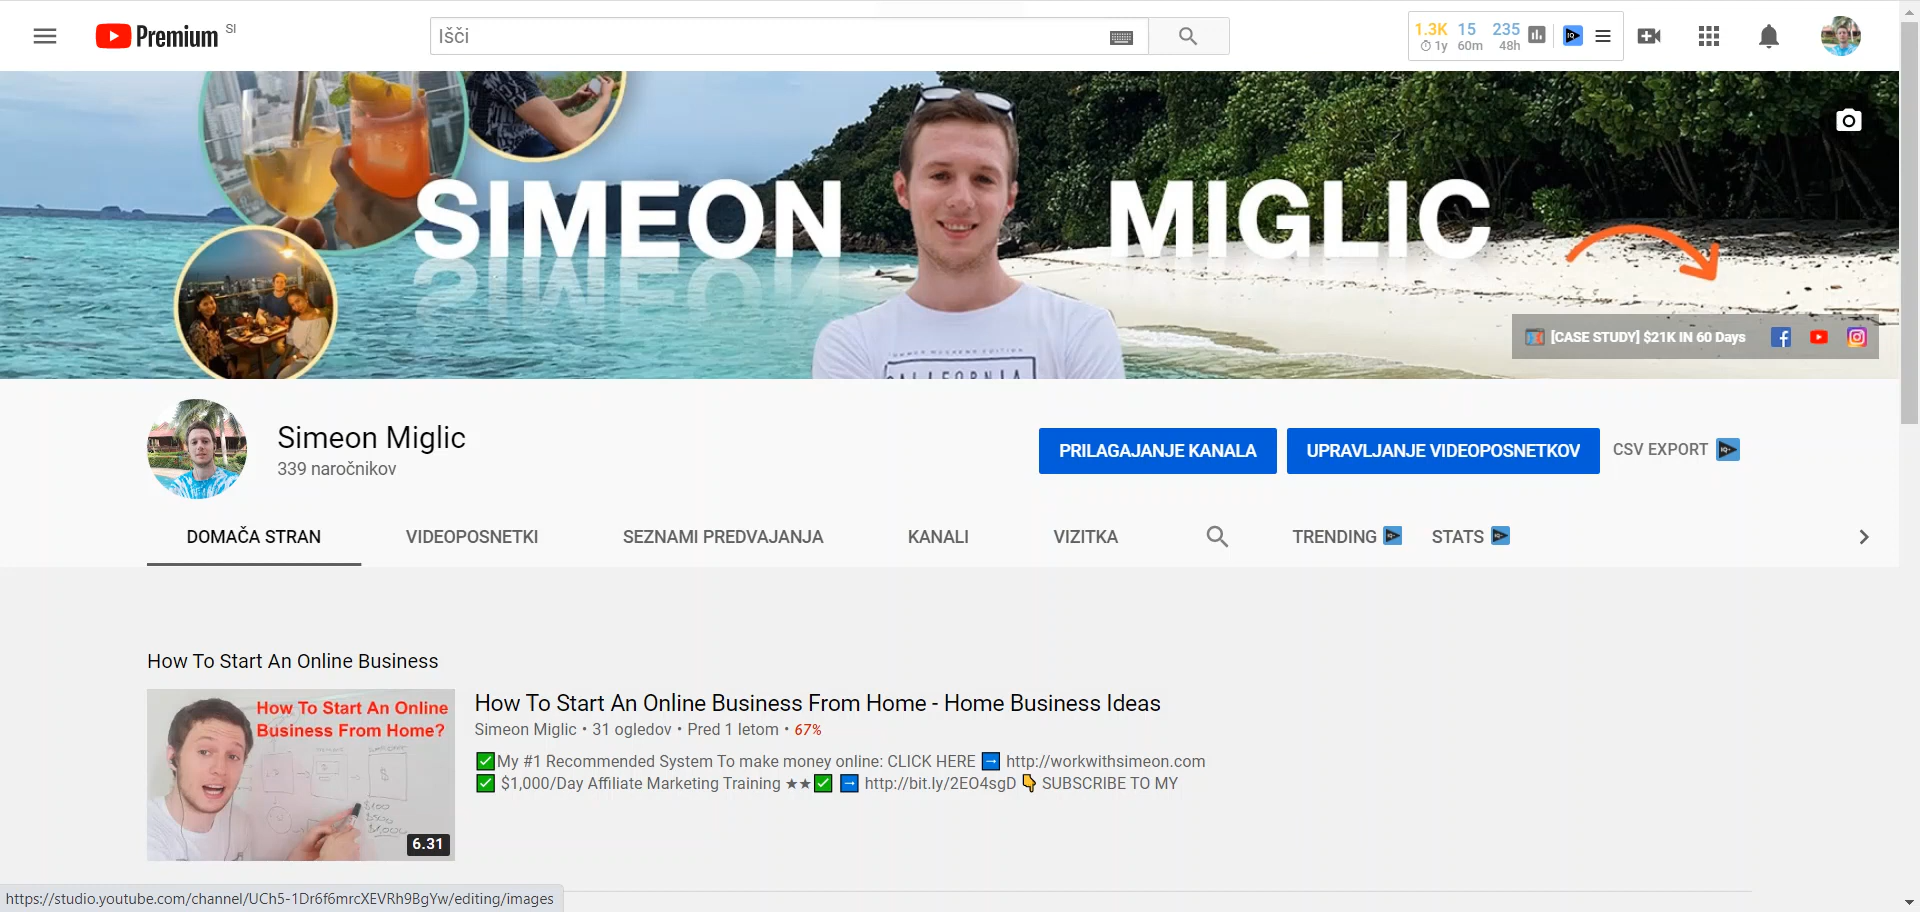 Premium SI
Išči
1.3K 15 235
1y 60m 48h
SIMEON MIGLIC
CALIFORNIA
[CASE STUDY] $21K IN 60 Days
Simeon Miglic
339 naročnikov
PRILAGAJANJE KANALA
UPRAVLJANJE VIDEOPOSNETKOV
CSV EXPORT
DOMAČA STRAN VIDEOPOSNETKI SEZNAMI PREDVAJANJA KANALI VIZITKA TRENDING STATS
How To Start An Online Business
How To Start An Online
Business From Home?
$100
$500
$1,000
6.31
How To Start An Online Business From Home - Home Business Ideas
Simeon Miglic • 31 ogledov • Pred 1 letom • 67%
✅My #1 Recommended System To make money online: CLICK HERE ➡ http://workwithsimeon.com
✅ $1,000/Day Affiliate Marketing Training ★★✅ ➡ http://bit.ly/2EO4sgD 👇 SUBSCRIBE TO MY
https://studio.youtube.com/channel/UCh5-1Dr6f6mrcXEVRh9BgYw/editing/images